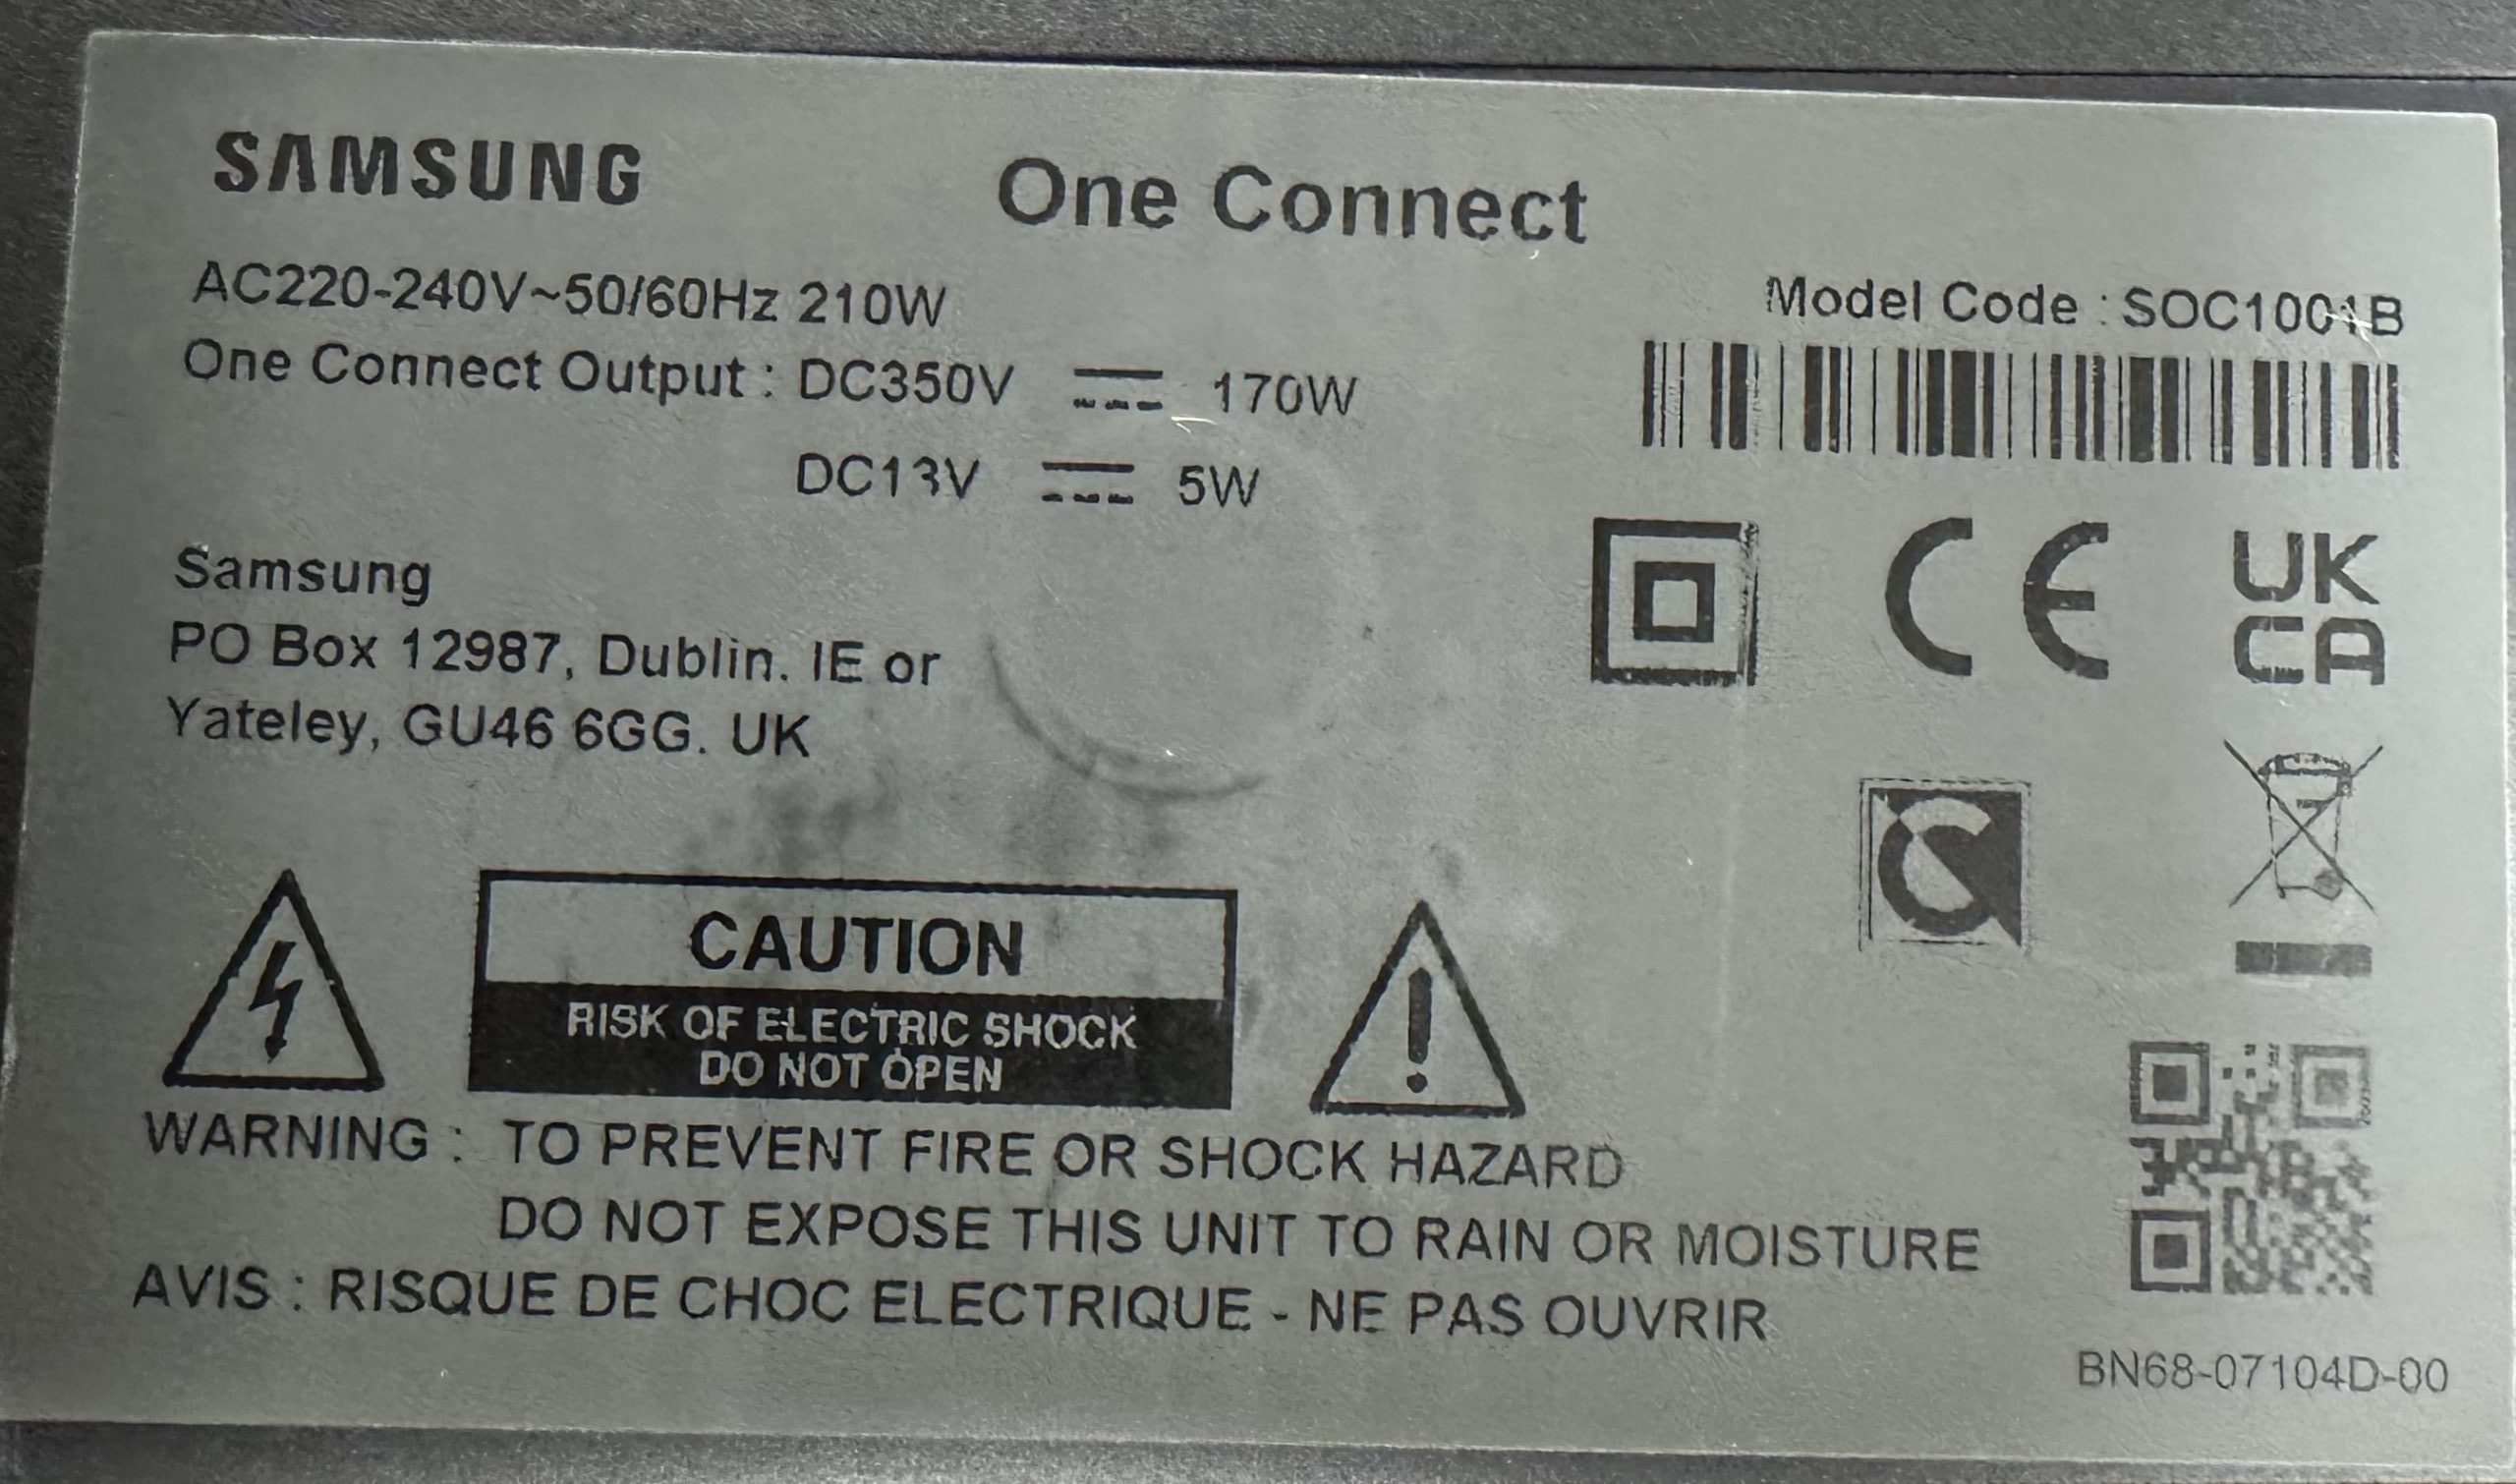 SAMSUNG
One Connect
AC220-240V~50/60Hz 210W
One Connect Output : DC350V 170W
DC13V 5W
Model Code : SOC1001B
Samsung
PO Box 12987, Dublin. IE or
Yateley, GU46 6GG. UK
CE
UK
CA
CAUTION
RISK OF ELECTRIC SHOCK
DO NOT OPEN
WARNING : TO PREVENT FIRE OR SHOCK HAZARD
DO NOT EXPOSE THIS UNIT TO RAIN OR MOISTURE
AVIS : RISQUE DE CHOC ELECTRIQUE - NE PAS OUVRIR
BN68-07104D-00